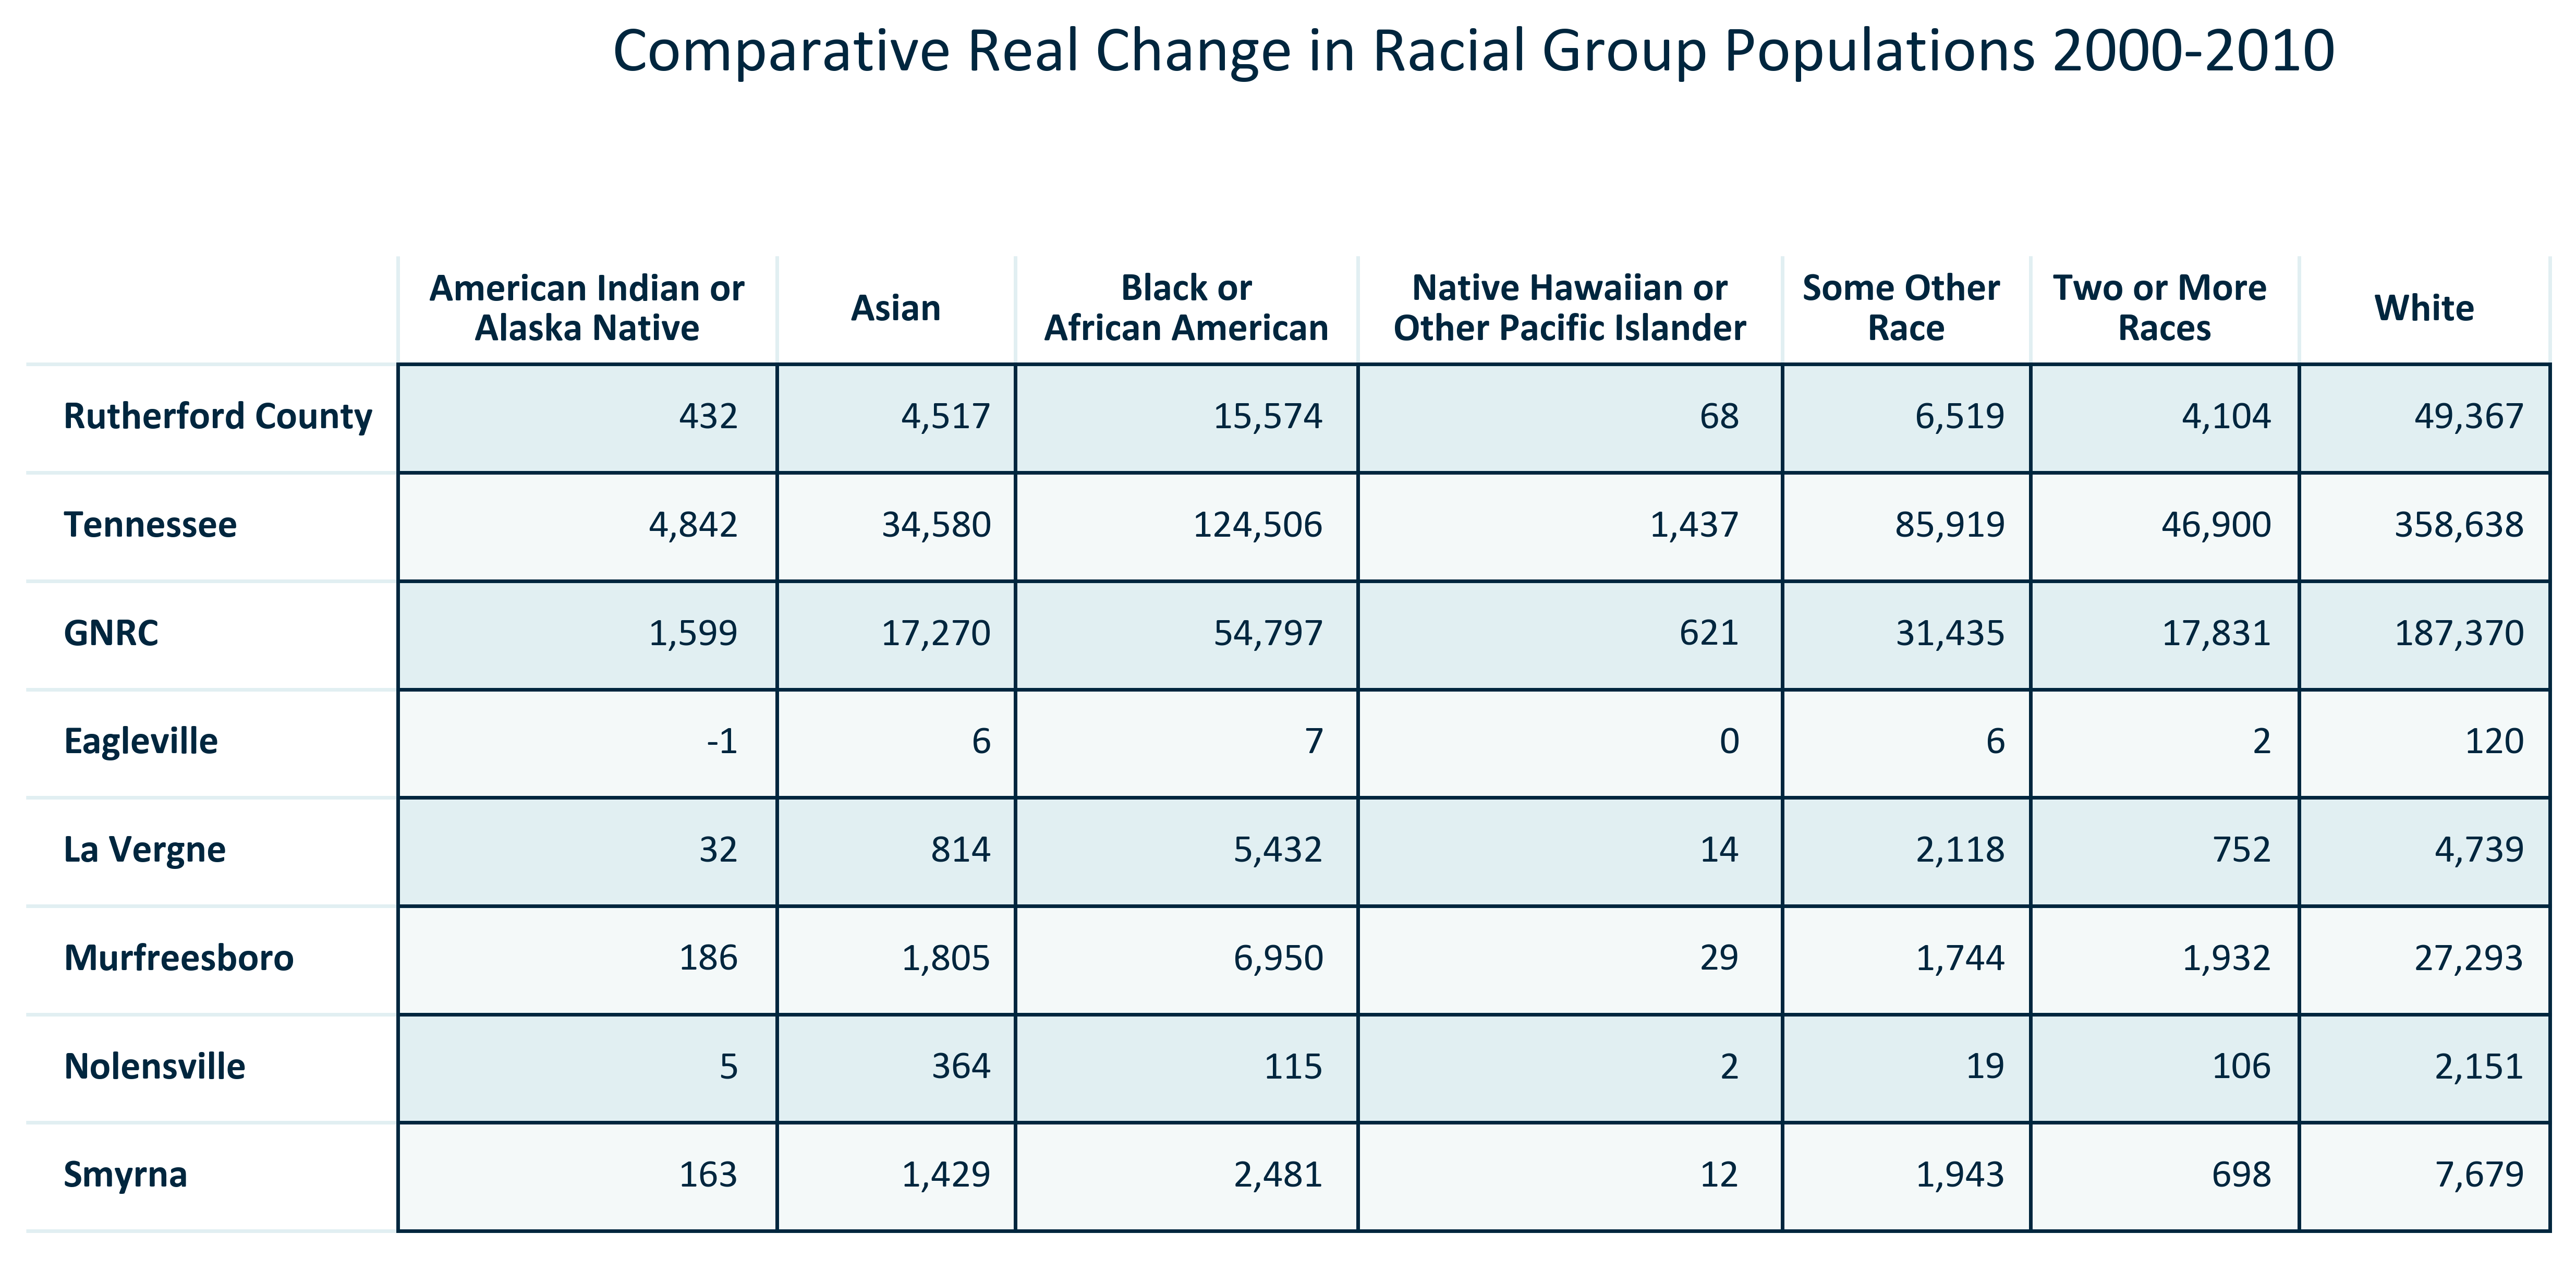 Comparative Real Change in Racial Group Populations 2000-2010
American Indian or Alaska Native Asian Black or African American Native Hawaiian or Other Pacific Islander Some Other Race Two or More Races White
Rutherford County 432 4,517 15,574 68 6,519 4,104 49,367
Tennessee 4,842 34,580 124,506 1,437 85,919 46,900 358,638
GNRC 1,599 17,270 54,797 621 31,435 17,831 187,370
Eagleville -1 6 7 0 6 2 120
La Vergne 32 814 5,432 14 2,118 752 4,739
Murfreesboro 186 1,805 6,950 29 1,744 1,932 27,293
Nolensville 5 364 115 2 19 106 2,151
Smyrna 163 1,429 2,481 12 1,943 698 7,679